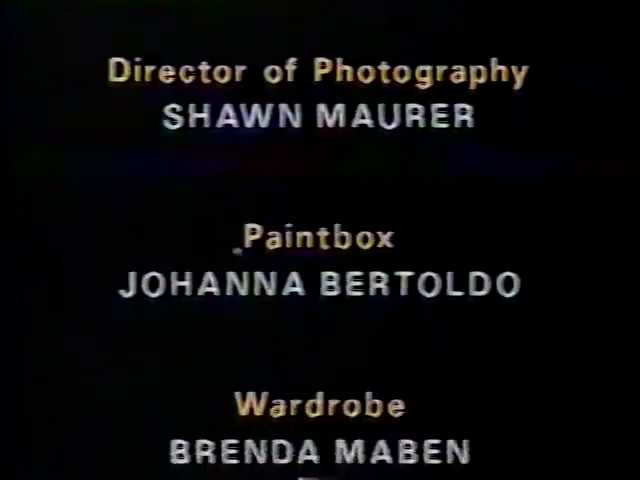 Director of Photography
SHAWN MAURER
Paintbox
JOHANNA BERTOLDO
Wardrobe
BRENDA MABEN